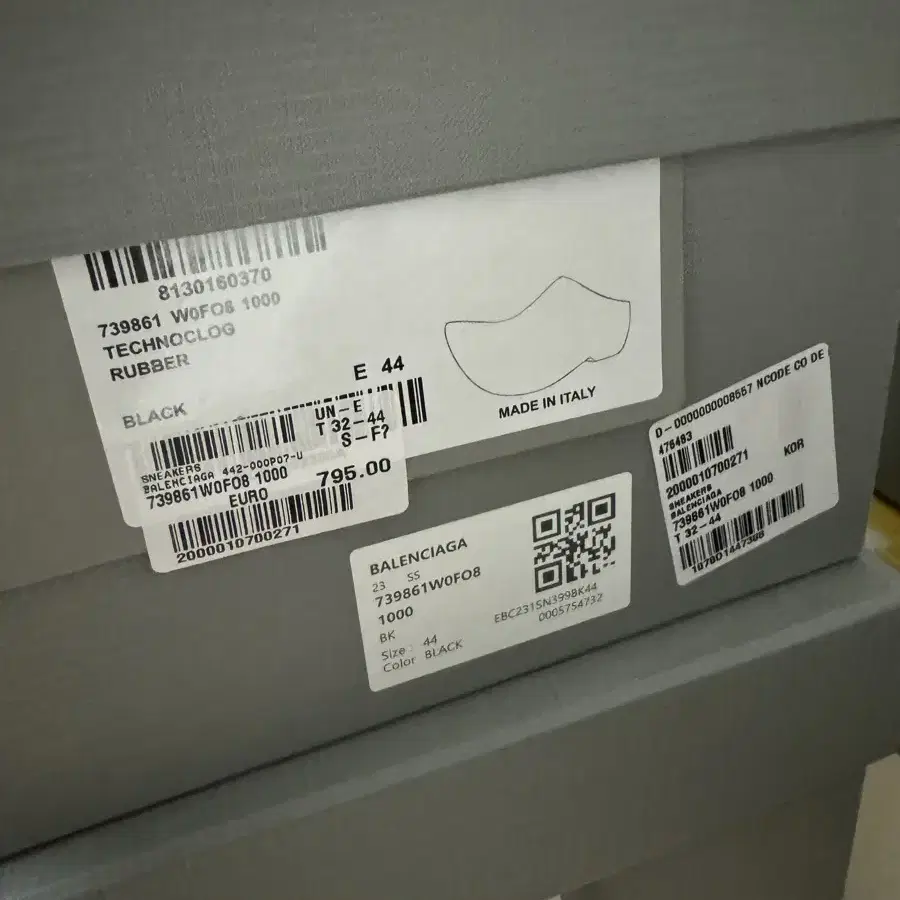 8130160370
739861 W0FO8 1000
TECHNOCLOG
RUBBER
E 44
BLACK
MADE IN ITALY
UN-E
T 32-44
S-F?
SNEAKERS
BALENCIAGA 442-000P07-U
739861W0FO8 1000
EURO 795.00
2000010700271
BALENCIAGA
23 SS
739861W0FO8
1000
BK
Size : 44
Color BLACK
EBC231SN3998K44
0005754732
D-0000000008557 NCODE CO DE
476463
2000010700271 KOR
SNEAKERS
BALENCIAGA
739861W0FO8 1000
T 32-44